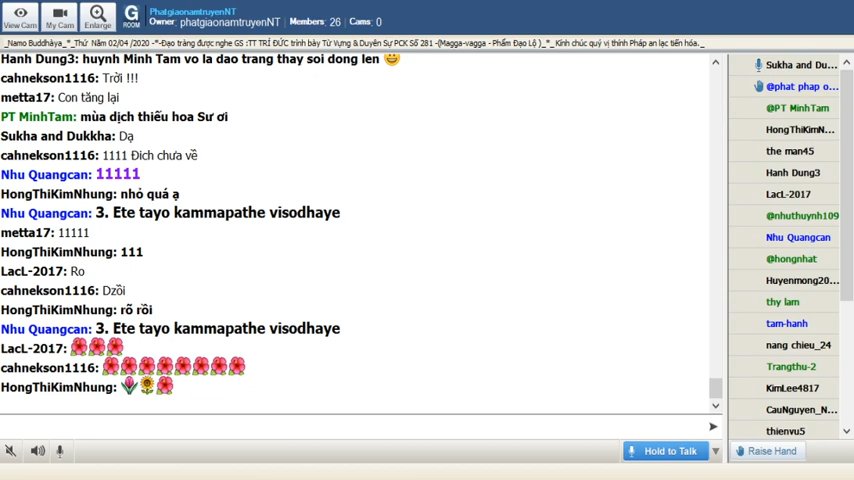 View Cam
My Cam
Enlarge
G
ROOM
PhatgiaonamtruyenNT
Owner: phatgiaonamtruyenNT | Members: 26 | Cams: 0
_Namo Buddhàya_*_Thứ Năm 02/04 /2020 -*-Đạo tràng được nghe GS :TT TRÍ ĐỨC trình bày Từ Vựng & Duyên Sự PCK Số 281 -(Magga-vagga - Phẩm Đạo Lộ )_*_ Kính chúc quý vị thính Pháp an lạc tiến hóa._
Hanh Dung3: huynh Minh Tam vo la dao trang thay soi dong len
cahnekson1116: Trời !!!
metta17: Con tăng lại
PT MinhTam: mùa dịch thiếu hoa Sư ơi
Sukha and Dukkha: Dạ
cahnekson1116: 1111 Đich chưa về
Nhu Quangcan: 11111
HongThiKimNhung: nhỏ quá ạ
Nhu Quangcan: 3. Ete tayo kammapathe visodhaye
metta17: 11111
HongThiKimNhung: 111
LacL-2017: Ro
cahnekson1116: Dzồi
HongThiKimNhung: rõ rồi
Nhu Quangcan: 3. Ete tayo kammapathe visodhaye
LacL-2017:
cahnekson1116:
HongThiKimNhung:
Hold to Talk
Sukha and Du...
@phat phap o...
@PT MinhTam
HongThiKimN...
the man45
Hanh Dung3
LacL-2017
@nhuthuynh109
Nhu Quangcan
@hongnhat
Huyenmong20...
thy lam
tam-hanh
nang chieu_24
Trangthu-2
KimLee4817
CauNguyen_N...
thienvu5
Raise Hand